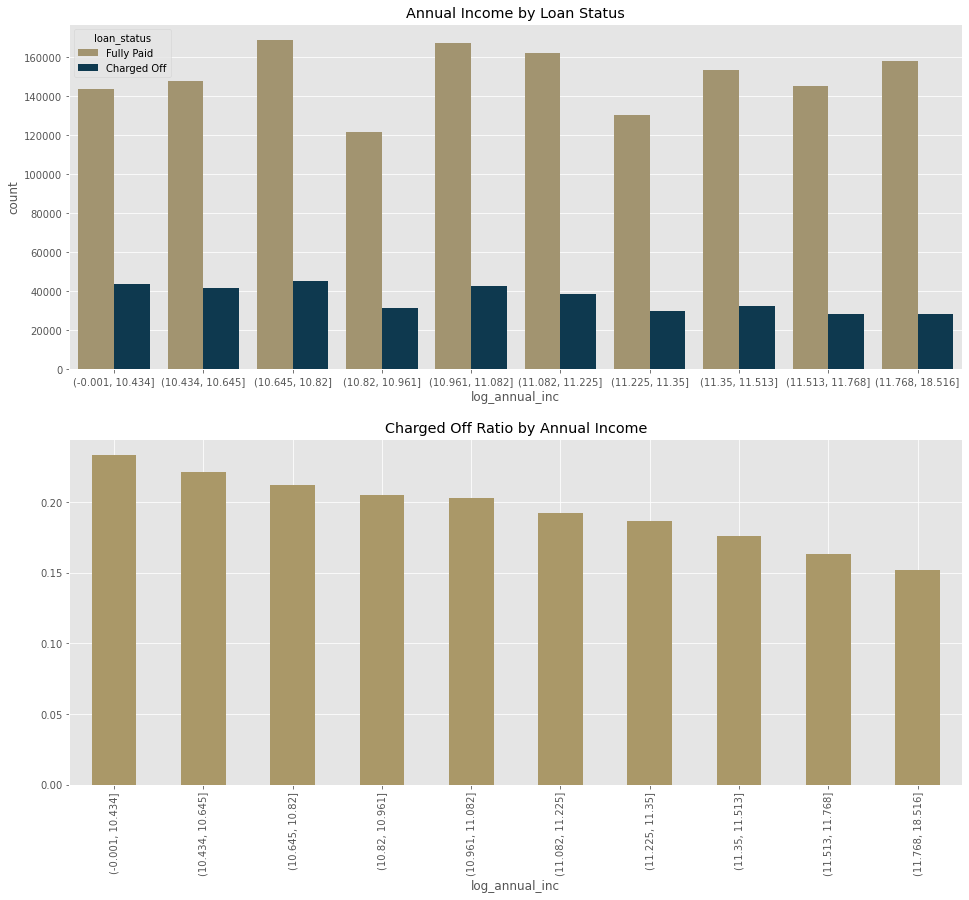 Annual Income by Loan Status
loan_status
Fully Paid
Charged Off
count
160000
140000
120000
100000
80000
60000
40000
20000
0
(-0.001, 10.434] (10.434, 10.645] (10.645, 10.82] (10.82, 10.961] (10.961, 11.082] (11.082, 11.225] (11.225, 11.35] (11.35, 11.513] (11.513, 11.768] (11.768, 18.516]
log_annual_inc
Charged Off Ratio by Annual Income
0.20
0.15
0.10
0.05
0.00
(-0.001, 10.434]
(10.434, 10.645]
(10.645, 10.82]
(10.82, 10.961]
(10.961, 11.082]
(11.082, 11.225]
(11.225, 11.35]
(11.35, 11.513]
(11.513, 11.768]
(11.768, 18.516]
log_annual_inc